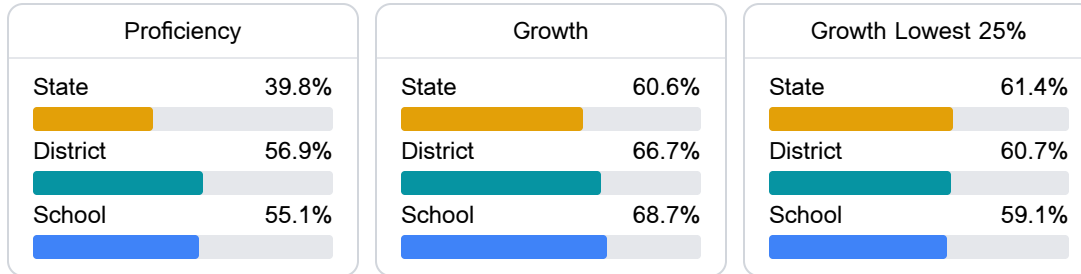 Proficiency
State 39.8%
District 56.9%
School 55.1%
Growth
State 60.6%
District 66.7%
School 68.7%
Growth Lowest 25%
State 61.4%
District 60.7%
School 59.1%